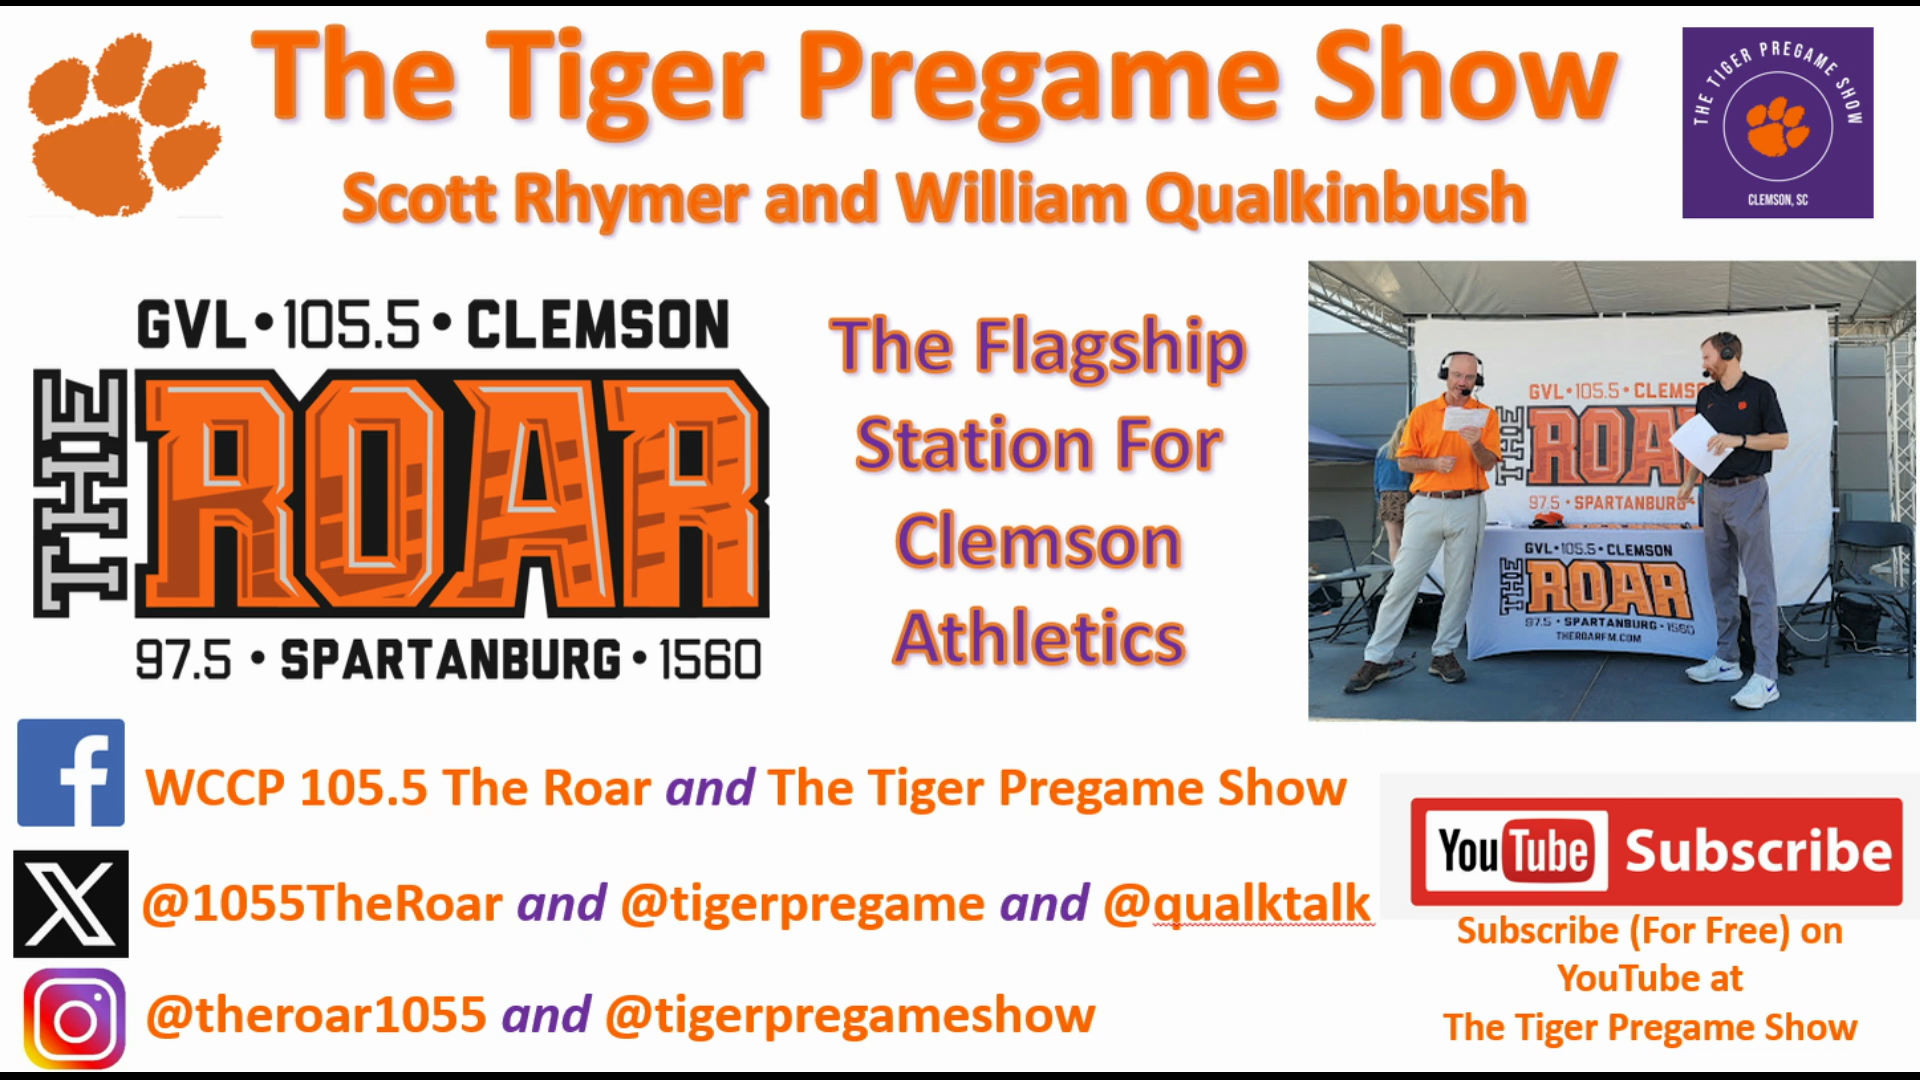 The Tiger Pregame Show
Scott Rhymer and William Qualkinbush
THE TIGER PREGAME SHOW
CLEMSON, SC
GVL • 105.5 • CLEMSON
THE ROAR
97.5 • SPARTANBURG • 1560
The Flagship
Station For
Clemson
Athletics
GVL • 105.5 • CLEMS
THE ROA
97.5 • SPARTANBURG
GVL • 105.5 • CLEMSON
THE ROAR
97.5 • SPARTANBURG • 1560
THEROARFM.COM
f WCCP 105.5 The Roar and The Tiger Pregame Show
X @1055TheRoar and @tigerpregame and @qualktalk
@theroar1055 and @tigerpregameshow
YouTube Subscribe
Subscribe (For Free) on
YouTube at
The Tiger Pregame Show